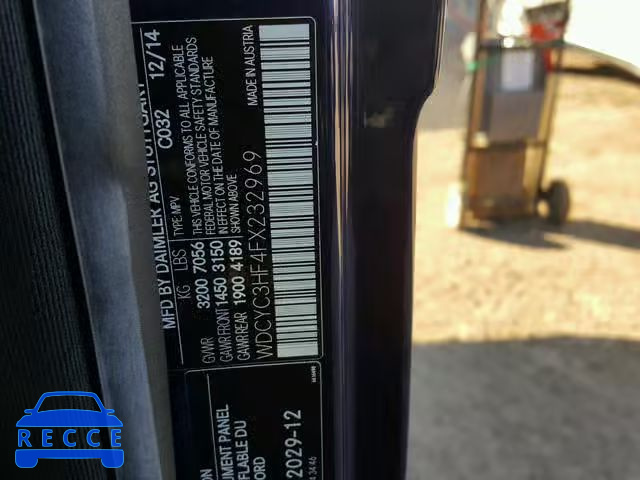 MFD BY DAIMLER AG STUTTGART
C032 12/14
KG LBS TYPE: MPV
GVWR 3200 7056 THIS VEHICLE CONFORMS TO ALL APPLICABLE
GAWR FRONT 1450 3150 FEDERAL MOTOR VEHICLE SAFETY STANDARDS
GAWR REAR 1900 4189 IN EFFECT ON THE DATE OF MANUFACTURE
SHOWN ABOVE
WDCYC3HF4FX232969 MADE IN AUSTRIA
UMENT PANEL
FLABLE DU
ORD
2029-12
RECCE